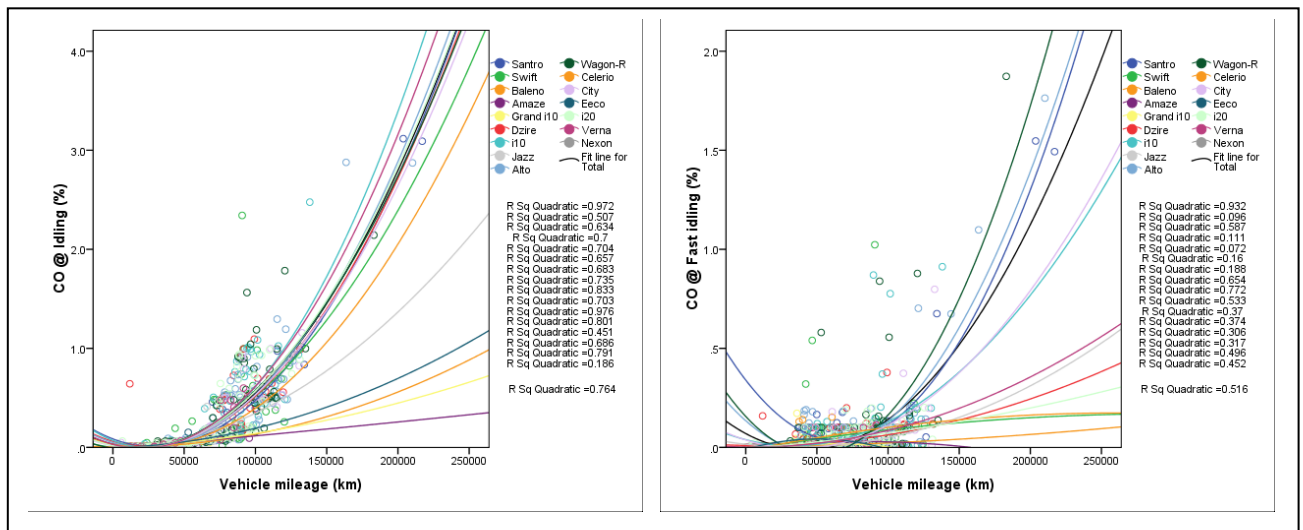 4.0
3.0
2.0
1.0
.0
CO @ Idling (%)
0
50000
100000
150000
200000
250000
Vehicle mileage (km)
Santro
Swift
Baleno
Amaze
Grand i10
Dzire
i10
Jazz
Alto
Wagon-R
Celerio
City
Eeco
i20
Verna
Nexon
Fit line for
Total
R Sq Quadratic =0.972
R Sq Quadratic =0.507
R Sq Quadratic =0.634
R Sq Quadratic =0.7
R Sq Quadratic =0.704
R Sq Quadratic =0.657
R Sq Quadratic =0.683
R Sq Quadratic =0.735
R Sq Quadratic =0.833
R Sq Quadratic =0.703
R Sq Quadratic =0.976
R Sq Quadratic =0.801
R Sq Quadratic =0.451
R Sq Quadratic =0.686
R Sq Quadratic =0.791
R Sq Quadratic =0.186
R Sq Quadratic =0.764
2.0
1.5
1.0
.5
.0
CO @ Fast idling (%)
0
50000
100000
150000
200000
250000
Vehicle mileage (km)
Santro
Swift
Baleno
Amaze
Grand i10
Dzire
i10
Jazz
Alto
Wagon-R
Celerio
City
Eeco
i20
Verna
Nexon
Fit line for
Total
R Sq Quadratic =0.932
R Sq Quadratic =0.096
R Sq Quadratic =0.587
R Sq Quadratic =0.111
R Sq Quadratic =0.072
R Sq Quadratic =0.16
R Sq Quadratic =0.188
R Sq Quadratic =0.654
R Sq Quadratic =0.772
R Sq Quadratic =0.533
R Sq Quadratic =0.37
R Sq Quadratic =0.374
R Sq Quadratic =0.306
R Sq Quadratic =0.317
R Sq Quadratic =0.496
R Sq Quadratic =0.452
R Sq Quadratic =0.516